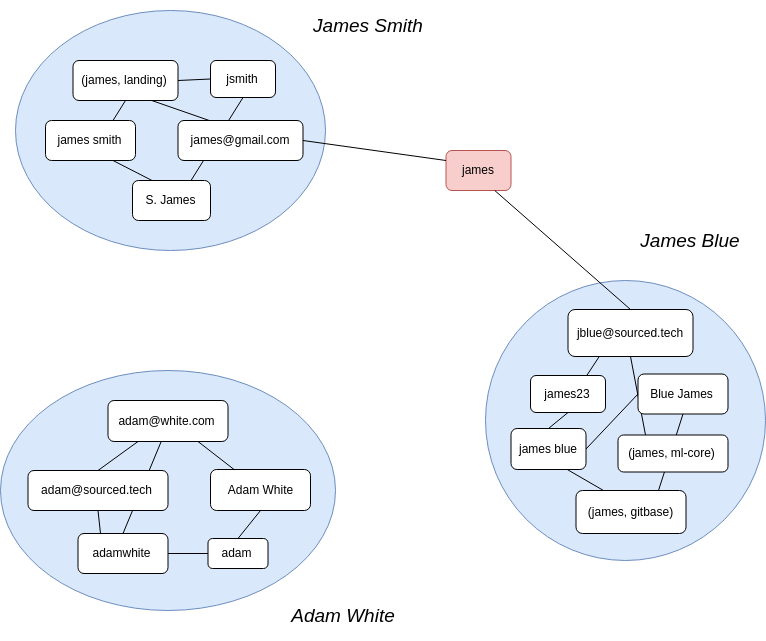 James Smith
(james, landing)
jsmith
james smith
james@gmail.com
S. James
james
James Blue
jblue@sourced.tech
james23
Blue James
james blue
(james, ml-core)
(james, gitbase)
adam@white.com
adam@sourced.tech
Adam White
adamwhite
adam
Adam White